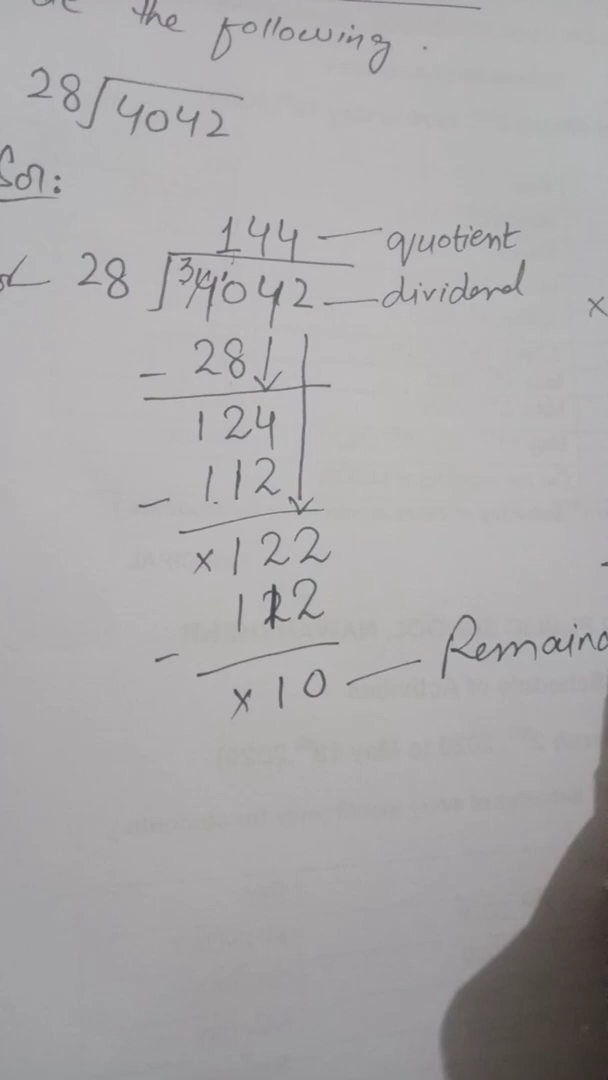 the following.
28 4042
Sol:
144 — quotient
28 4042 — dividend
- 28
124
- 112
×122
- 112
×10 — Remaind